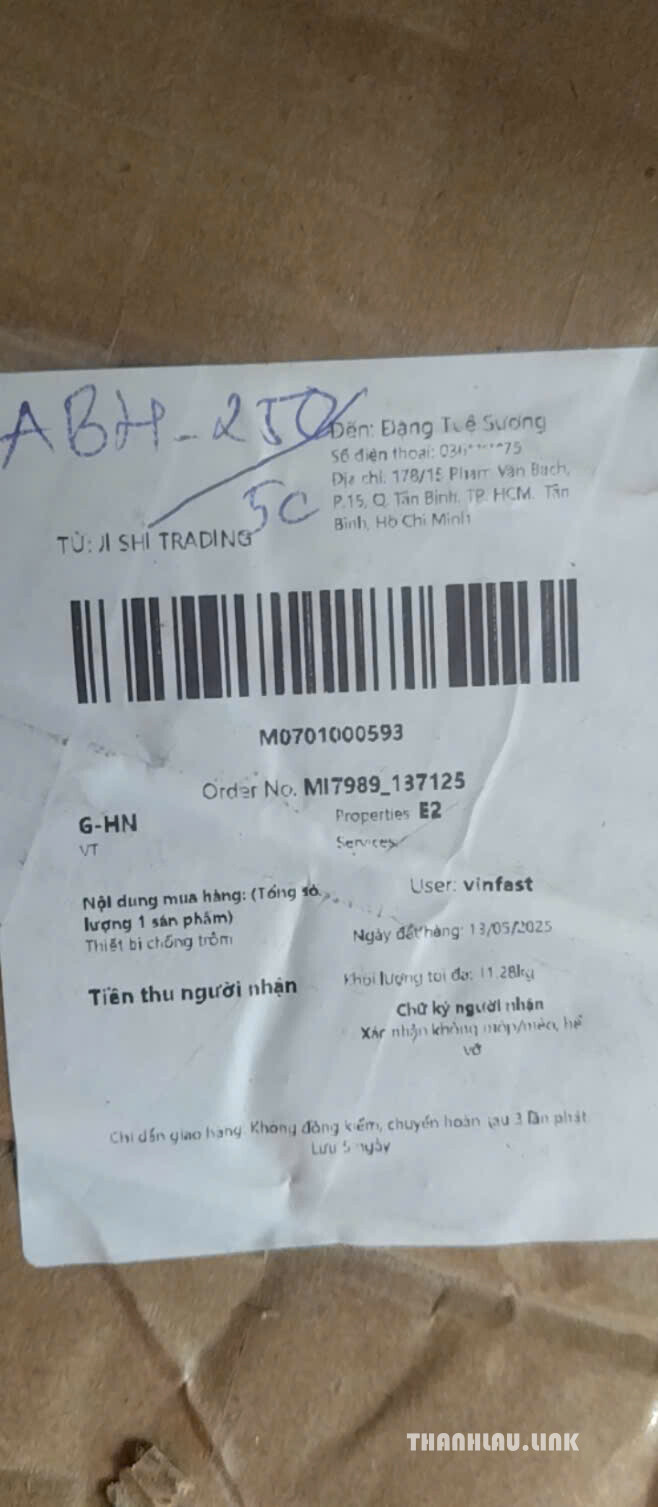 ABH-250
5C
Đến: Đặng Tuệ Sương
Số điện thoại: 036*****75
Địa chỉ: 178/15 Phạm Văn Bạch,
P.15, Q. Tân Bình, TP. HCM, Tân
Bình, Hồ Chí Minh
TỪ: JI SHI TRADING
M0701000593
Order No. MI7989_137125
G-HN
Properties E2
VT
Services
Nội dung mua hàng: (Tổng số
lượng 1 sản phẩm)
Thiết bị chống trộm
User: vinfast
Ngày đặt hàng: 13/05/2025
Khối lượng tối đa: 11.28kg
Tiền thu người nhận
Chữ ký người nhận
Xác nhận không móp/méo, bể
vỡ
Chỉ dẫn giao hàng: Không đồng kiểm, chuyển hoàn sau 3 lần phát
Lưu 5 ngày
THANHLAU.LINK